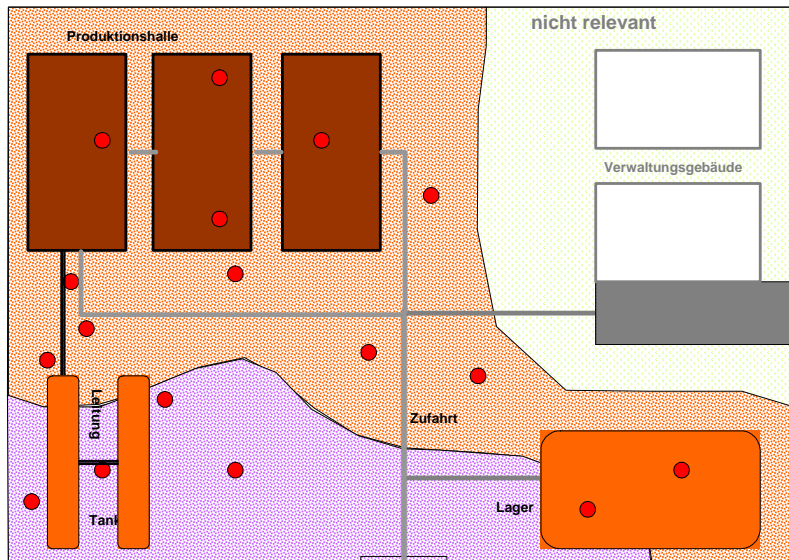 nicht relevant
Produktionshalle
Verwaltungsgebäude
Leitung
Zufahrt
Lager
Tank